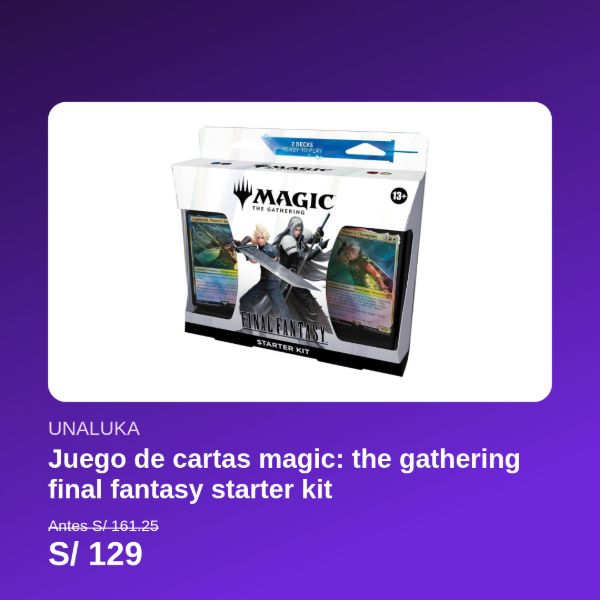 2 DECKS
READY TO PLAY
MAGIC
THE GATHERING
13+
FINAL FANTASY
STARTER KIT
UNALUKA
Juego de cartas magic: the gathering
final fantasy starter kit
Antes S/ 161.25
S/ 129